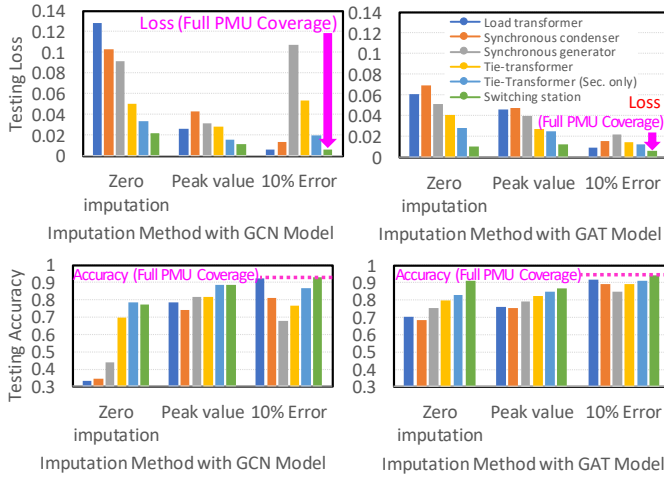 0.14
0.12
0.1
0.08
0.06
0.04
0.02
0
Testing Loss
Loss (Full PMU Coverage)
Zero imputation
Peak value
10% Error
Imputation Method with GCN Model
0.14
0.12
0.1
0.08
0.06
0.04
0.02
0
Load transformer
Synchronous condenser
Synchronous generator
Tie-transformer
Tie-Transformer (Sec. only)
Switching station
Loss
(Full PMU Coverage)
Zero imputation
Peak value
10% Error
Imputation Method with GAT Model
1
0.9
0.8
0.7
0.6
0.5
0.4
0.3
Testing Accuracy
Accuracy (Full PMU Coverage)
Zero imputation
Peak value
10% Error
Imputation Method with GCN Model
1
0.9
0.8
0.7
0.6
0.5
0.4
0.3
Accuracy (Full PMU Coverage)
Zero imputation
Peak value
10% Error
Imputation Method with GAT Model